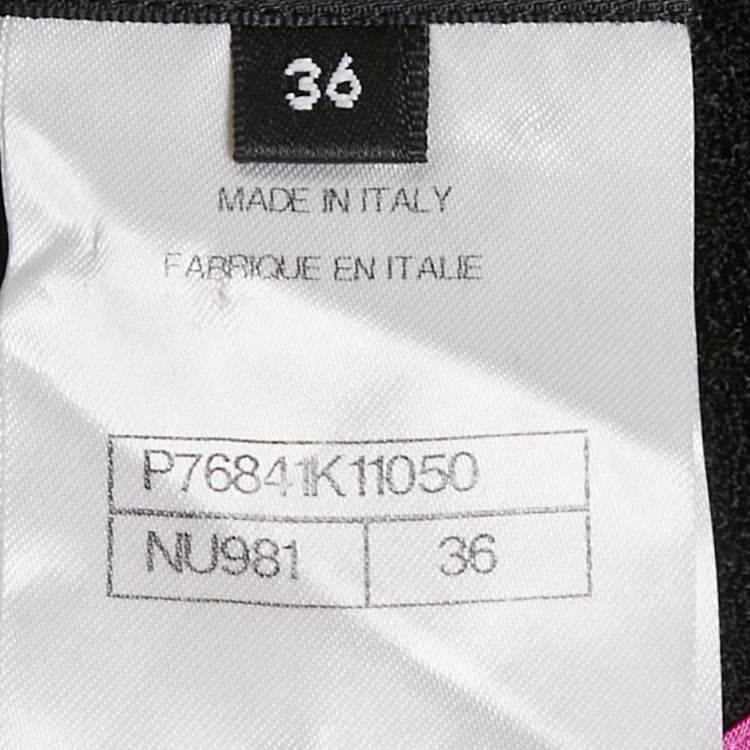 36
MADE IN ITALY
FABRIQUE EN ITALIE
P76841K11050
NU981 36